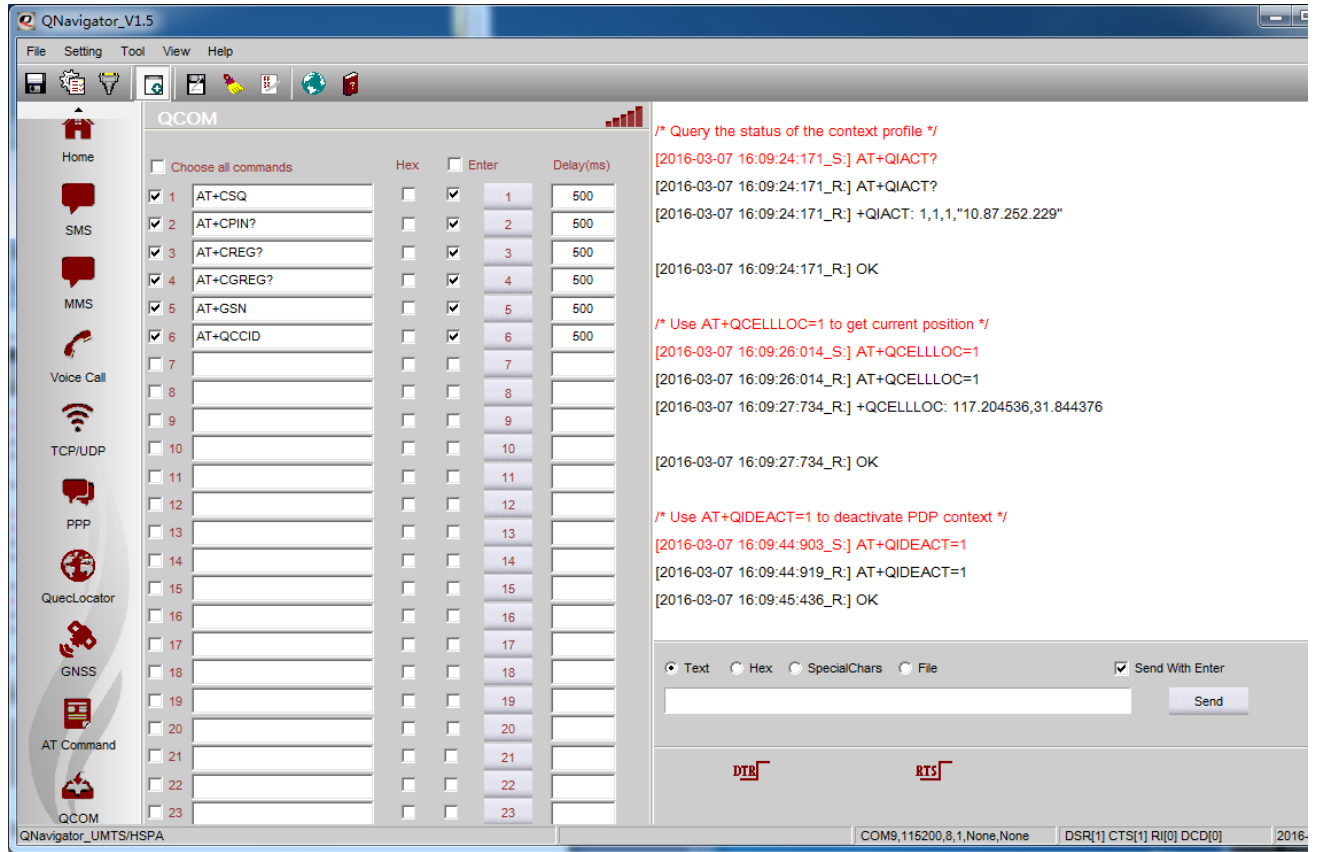 QNavigator_V1.5
File Setting Tool View Help
Home
SMS
MMS
Voice Call
TCP/UDP
PPP
QuecLocator
GNSS
AT Command
QCOM
QCOM
Choose all commands Hex Enter Delay(ms)
1 AT+CSQ 1 500
2 AT+CPIN? 2 500
3 AT+CREG? 3 500
4 AT+CGREG? 4 500
5 AT+GSN 5 500
6 AT+QCCID 6 500
7 7
8 8
9 9
10 10
11 11
12 12
13 13
14 14
15 15
16 16
17 17
18 18
19 19
20 20
21 21
22 22
23 23
/* Query the status of the context profile */
[2016-03-07 16:09:24:171_S:] AT+QIACT?
[2016-03-07 16:09:24:171_R:] AT+QIACT?
[2016-03-07 16:09:24:171_R:] +QIACT: 1,1,1,"10.87.252.229"
[2016-03-07 16:09:24:171_R:] OK
/* Use AT+QCELLLOC=1 to get current position */
[2016-03-07 16:09:26:014_S:] AT+QCELLLOC=1
[2016-03-07 16:09:26:014_R:] AT+QCELLLOC=1
[2016-03-07 16:09:27:734_R:] +QCELLLOC: 117.204536,31.844376
[2016-03-07 16:09:27:734_R:] OK
/* Use AT+QIDEACT=1 to deactivate PDP context */
[2016-03-07 16:09:44:903_S:] AT+QIDEACT=1
[2016-03-07 16:09:44:919_R:] AT+QIDEACT=1
[2016-03-07 16:09:45:436_R:] OK
Text Hex SpecialChars File Send With Enter
Send
DTR RTS
QNavigator_UMTS/HSPA COM9,115200,8,1,None,None DSR[1] CTS[1] RI[0] DCD[0] 2016-